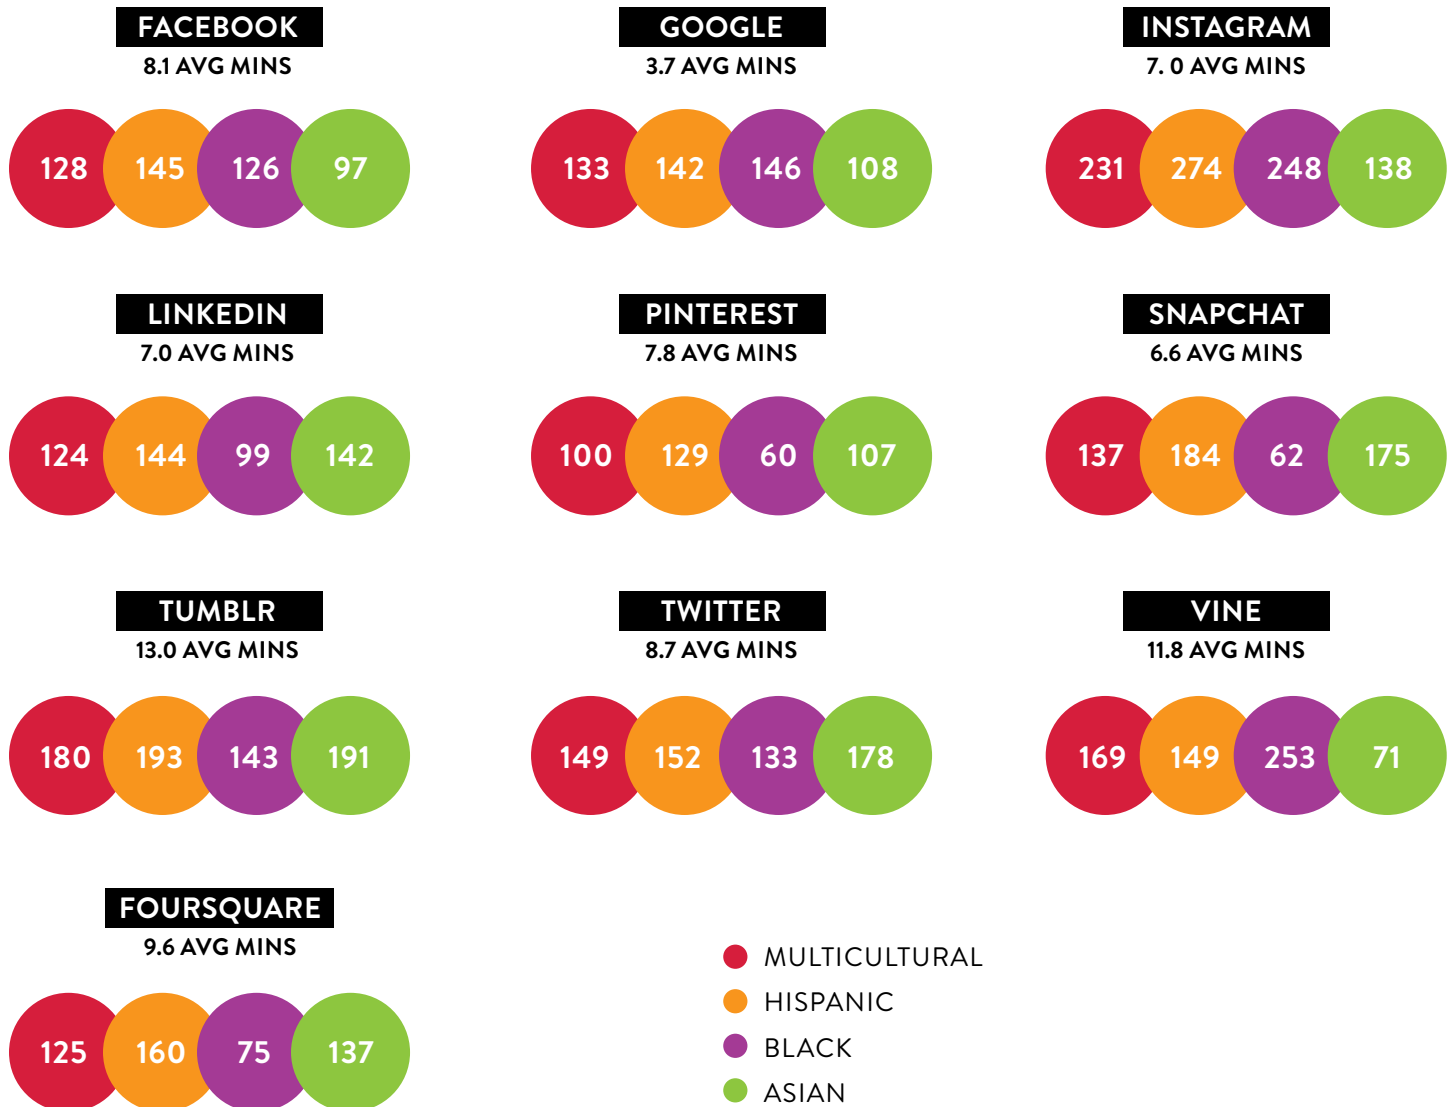 FACEBOOK
8.1 AVG MINS
128 145 126 97
GOOGLE
3.7 AVG MINS
133 142 146 108
INSTAGRAM
7. 0 AVG MINS
231 274 248 138
LINKEDIN
7.0 AVG MINS
124 144 99 142
PINTEREST
7.8 AVG MINS
100 129 60 107
SNAPCHAT
6.6 AVG MINS
137 184 62 175
TUMBLR
13.0 AVG MINS
180 193 143 191
TWITTER
8.7 AVG MINS
149 152 133 178
VINE
11.8 AVG MINS
169 149 253 71
FOURSQUARE
9.6 AVG MINS
125 160 75 137
MULTICULTURAL
HISPANIC
BLACK
ASIAN